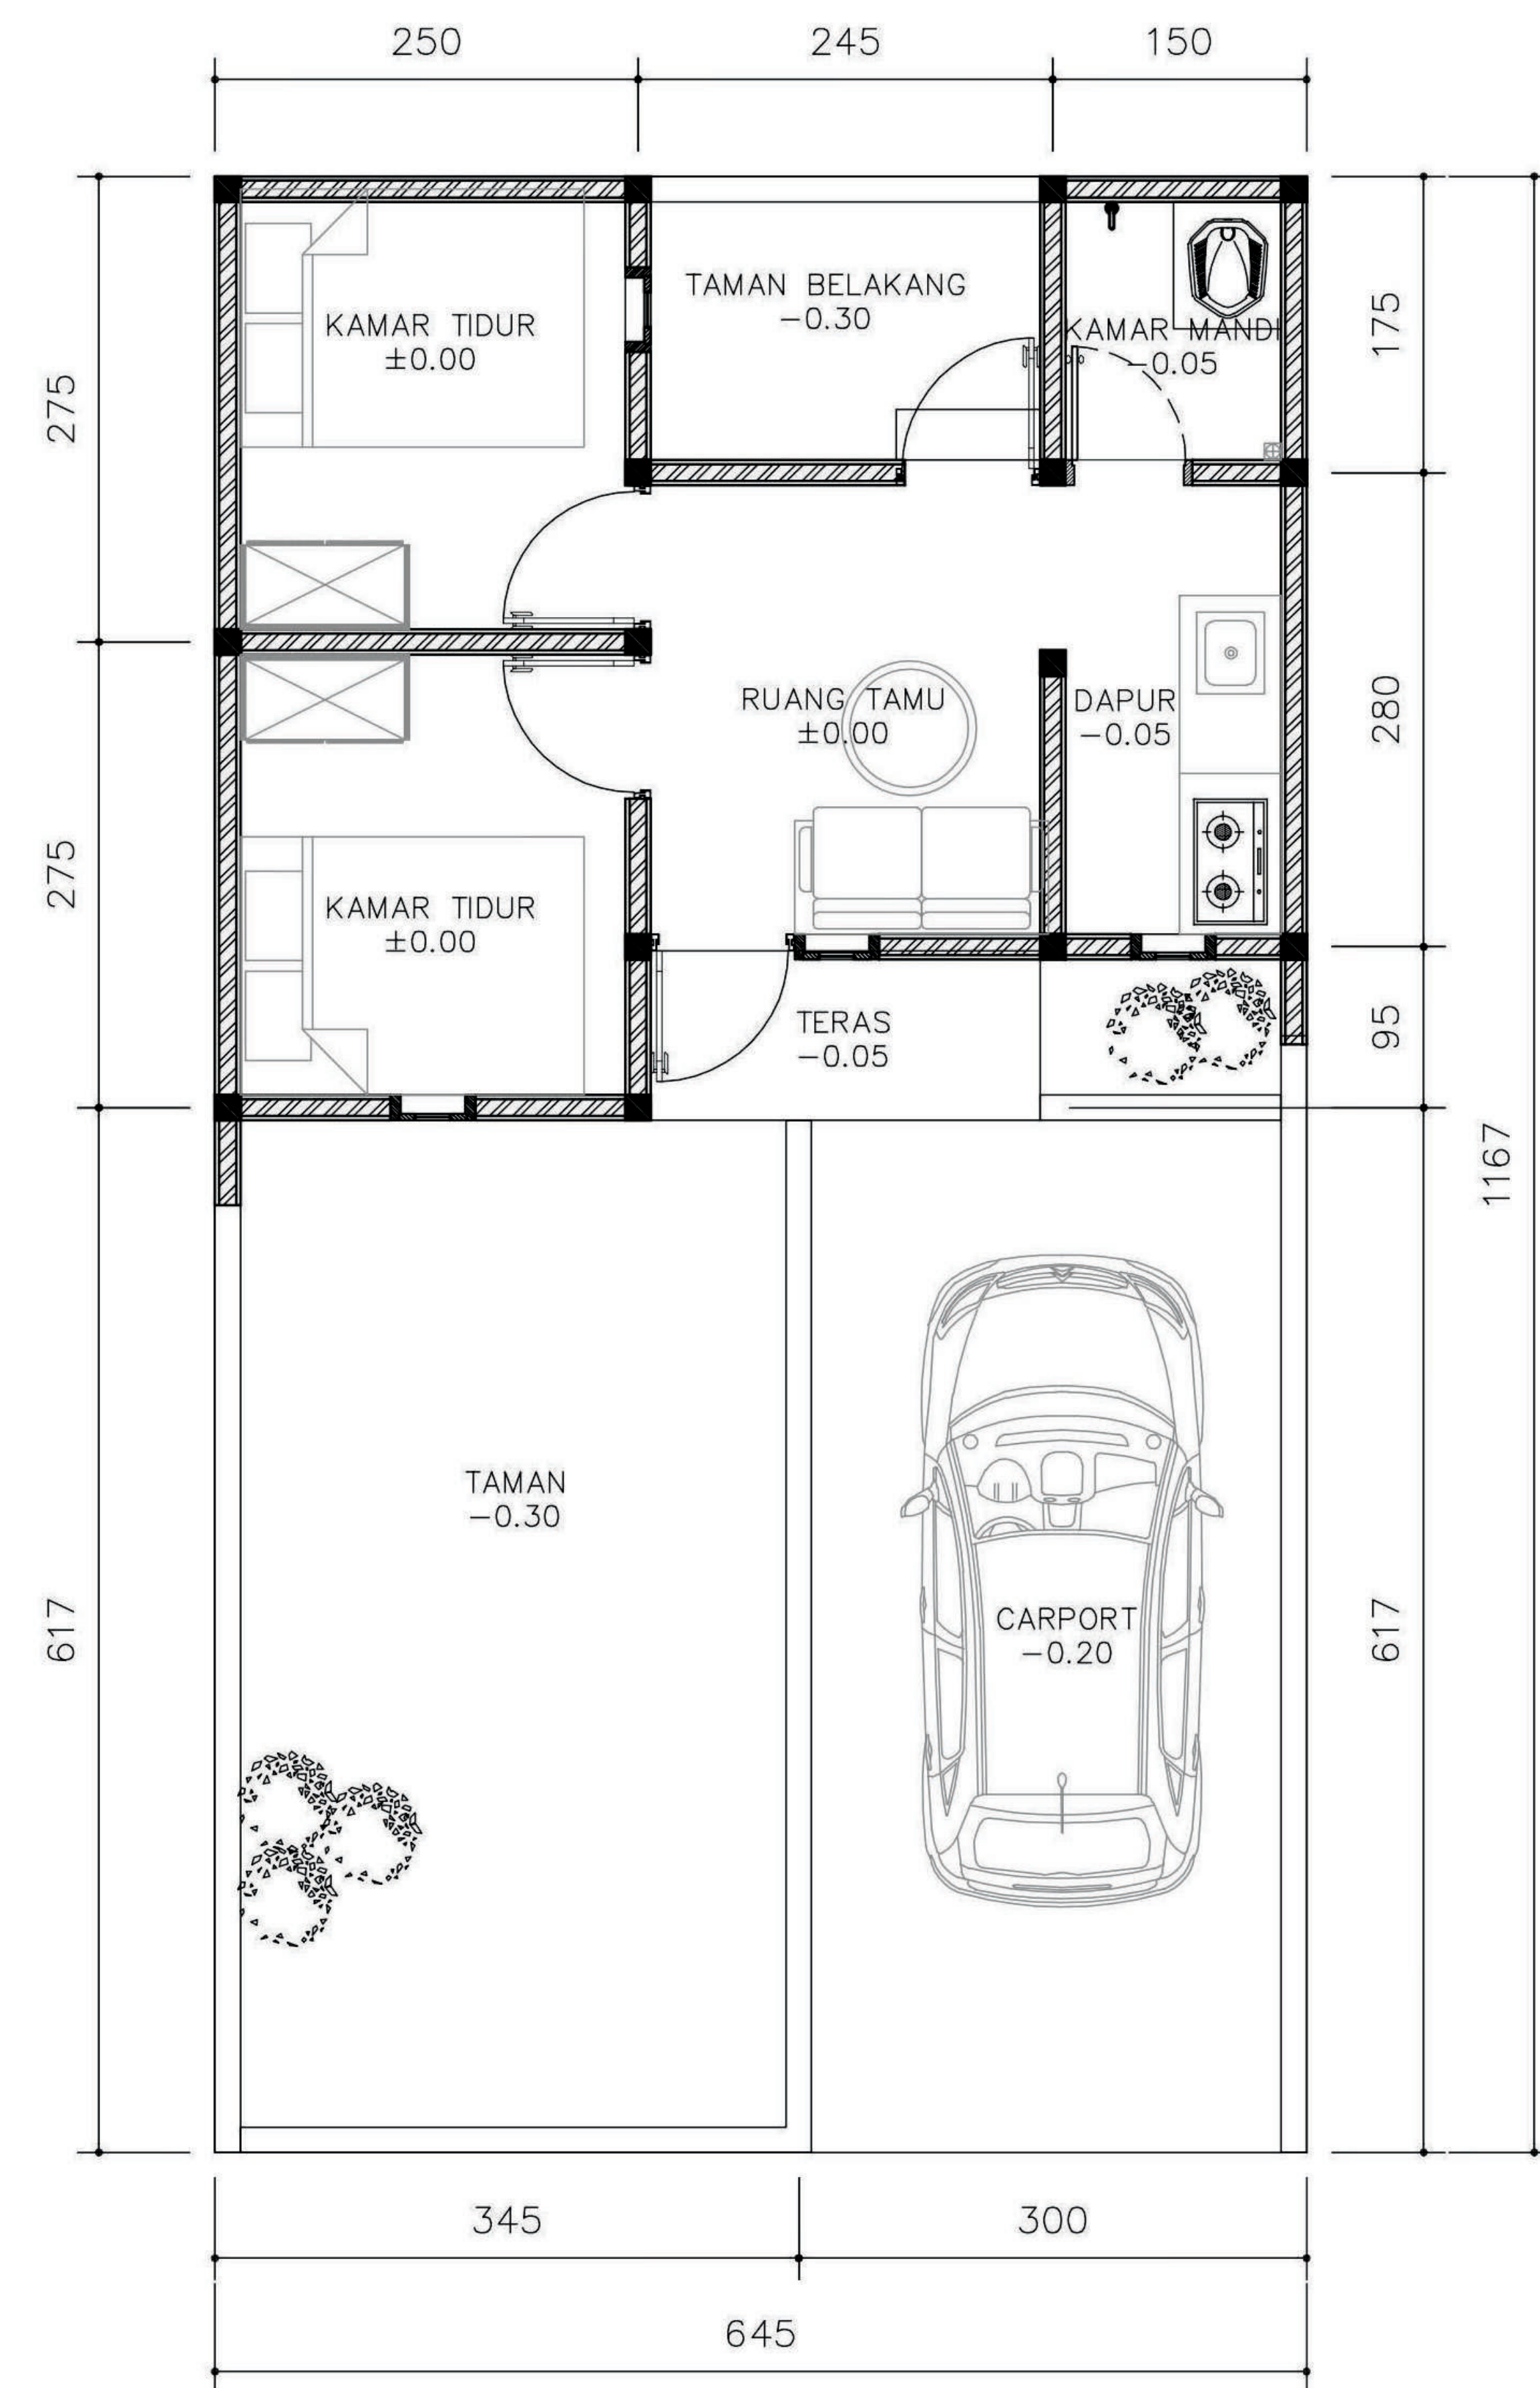 250
245
150
TAMAN BELAKANG
-0.30
KAMAR TIDUR
±0.00
KAMAR MANDI
-0.05
175
275
RUANG TAMU
±0.00
DAPUR
-0.05
280
275
KAMAR TIDUR
±0.00
TERAS
-0.05
95
1167
TAMAN
-0.30
CARPORT
-0.20
617
617
345
300
645